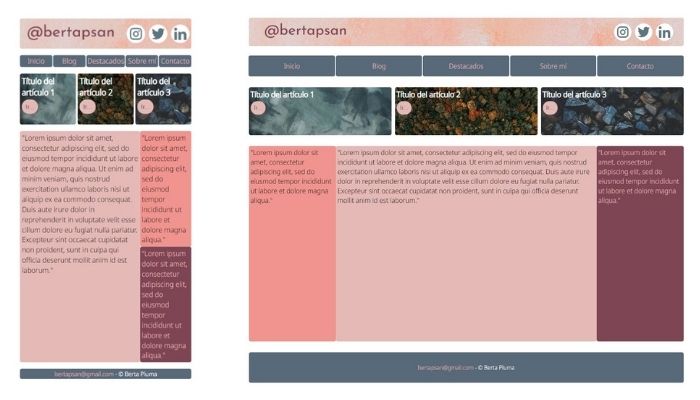 @bertapsan
Inicio Blog Destacados Sobre mí Contacto
Título del
artículo 1
Título del
artículo 2
Título del
artículo 3
"Lorem ipsum dolor sit amet,
consectetur adipiscing elit, sed do
eiusmod tempor incididunt ut labore
et dolore magna aliqua. Ut enim ad
minim veniam, quis nostrud
exercitation ullamco laboris nisi ut
aliquip ex ea commodo consequat.
Duis aute irure dolor in
reprehenderit in voluptate velit esse
cillum dolore eu fugiat nulla pariatur.
Excepteur sint occaecat cupidatat
non proident, sunt in culpa qui
officia deserunt mollit anim id est
laborum."
"Lorem ipsum
dolor sit amet,
consectetur
adipiscing elit,
sed do
eiusmod
tempor
incididunt ut
labore et
dolore magna
aliqua."
"Lorem ipsum
dolor sit amet,
consectetur
adipiscing elit,
sed do
eiusmod
tempor
incididunt ut
labore et
dolore magna
aliqua."
bertapsan@gmail.com - © Berta Pluma
@bertapsan
Inicio Blog Destacados Sobre mí Contacto
Título del artículo 1
Título del artículo 2
Título del artículo 3
"Lorem ipsum dolor sit
amet, consectetur
adipiscing elit, sed do
eiusmod tempor incididunt
ut labore et dolore magna
aliqua."
"Lorem ipsum dolor sit amet, consectetur adipiscing elit, sed do eiusmod tempor
incididunt ut labore et dolore magna aliqua. Ut enim ad minim veniam, quis nostrud
exercitation ullamco laboris nisi ut aliquip ex ea commodo consequat. Duis aute irure
dolor in reprehenderit in voluptate velit esse cillum dolore eu fugiat nulla pariatur.
Excepteur sint occaecat cupidatat non proident, sunt in culpa qui officia deserunt mollit
anim id est laborum."
"Lorem ipsum dolor sit
amet, consectetur
adipiscing elit, sed do
eiusmod tempor incididunt
ut labore et dolore magna
aliqua."
bertapsan@gmail.com - © Berta Pluma